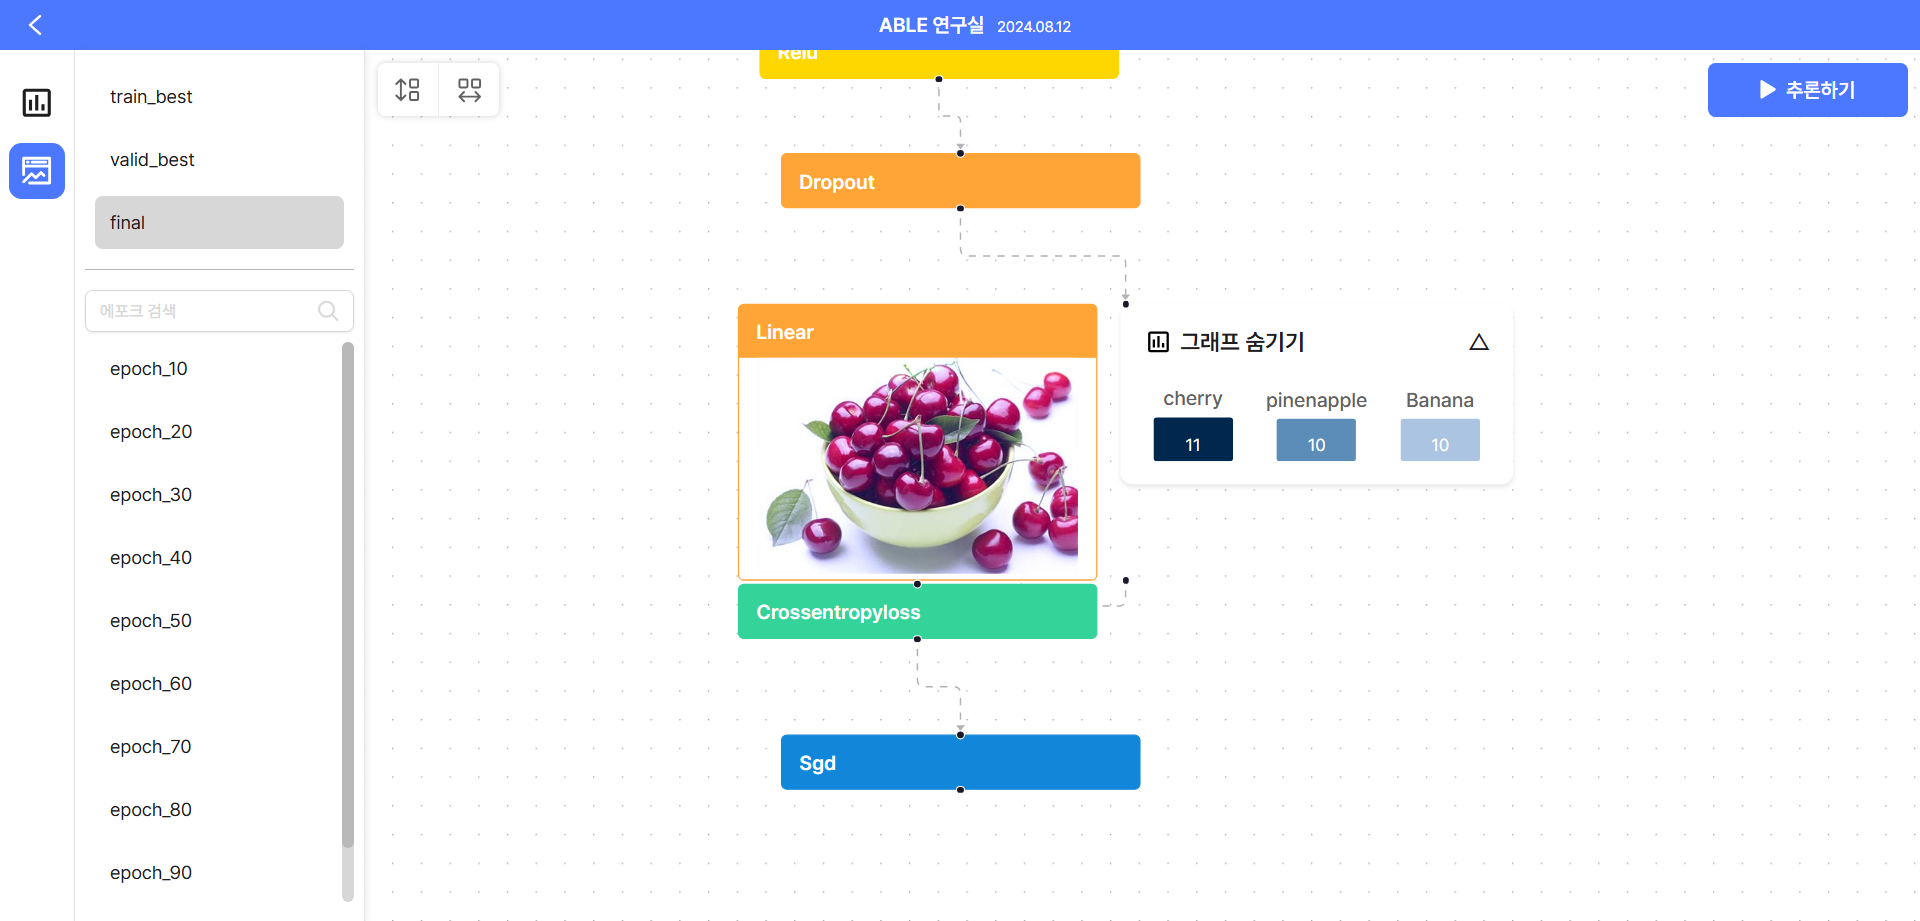 ABLE 연구실 2024.08.12
train_best
valid_best
final
에포크 검색
epoch_10
epoch_20
epoch_30
epoch_40
epoch_50
epoch_60
epoch_70
epoch_80
epoch_90
추론하기
Relu
Dropout
Linear
그래프 숨기기
cherry pinenapple Banana
11 10 10
Crossentropyloss
Sgd